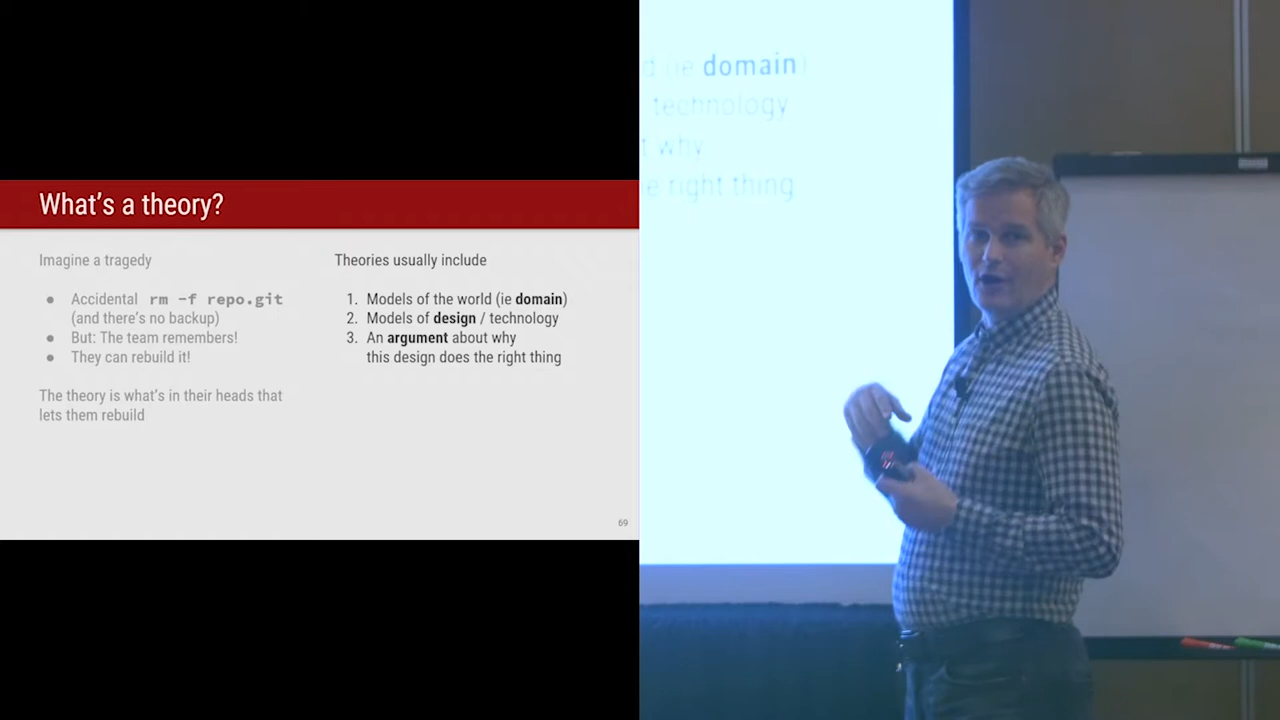 What's a theory?
Imagine a tragedy
● Accidental rm -f repo.git
(and there's no backup)
● But: The team remembers!
● They can rebuild it!
The theory is what's in their heads that
lets them rebuild
Theories usually include
1. Models of the world (ie domain)
2. Models of design / technology
3. An argument about why
this design does the right thing
69
(ie domain)
technology
why
right thing